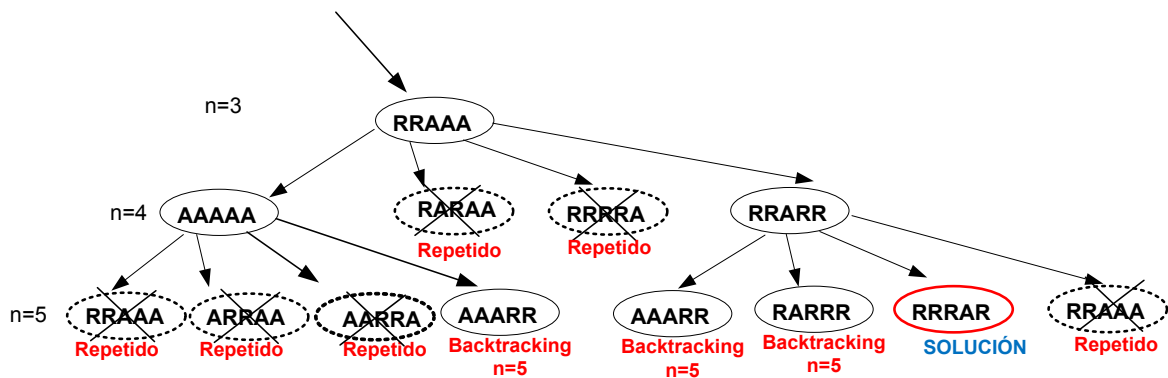 n=3
RRAAA
n=4
AAAAA
RARAA
RRRRA
RRARR
Repetido
Repetido
n=5
RRAAA
ARRAA
AARRA
AAARR
AAARR
RARRR
RRRAR
RRAAA
Repetido
Repetido
Repetido
Backtracking
n=5
Backtracking
n=5
Backtracking
n=5
SOLUCIÓN
Repetido